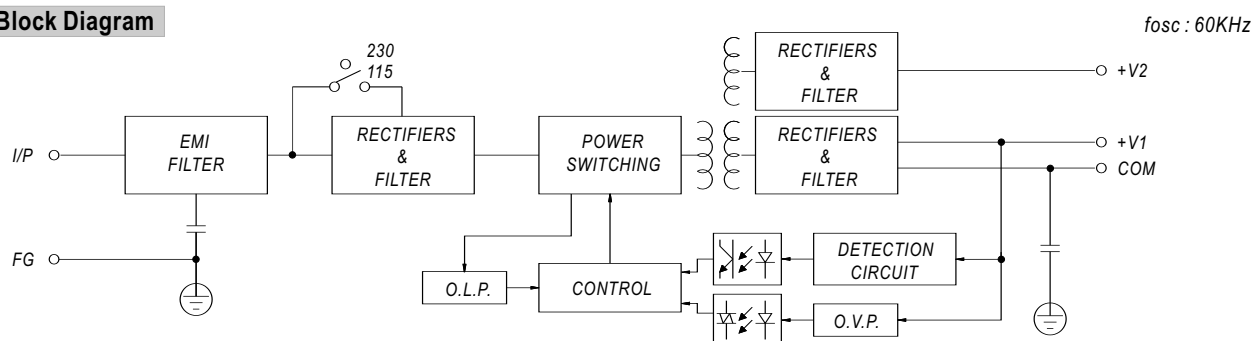 Block Diagram
fosc : 60KHz
230
115
I/P
EMI
FILTER
RECTIFIERS
&
FILTER
POWER
SWITCHING
RECTIFIERS
&
FILTER
+V2
RECTIFIERS
&
FILTER
+V1
COM
FG
O.L.P.
CONTROL
DETECTION
CIRCUIT
O.V.P.